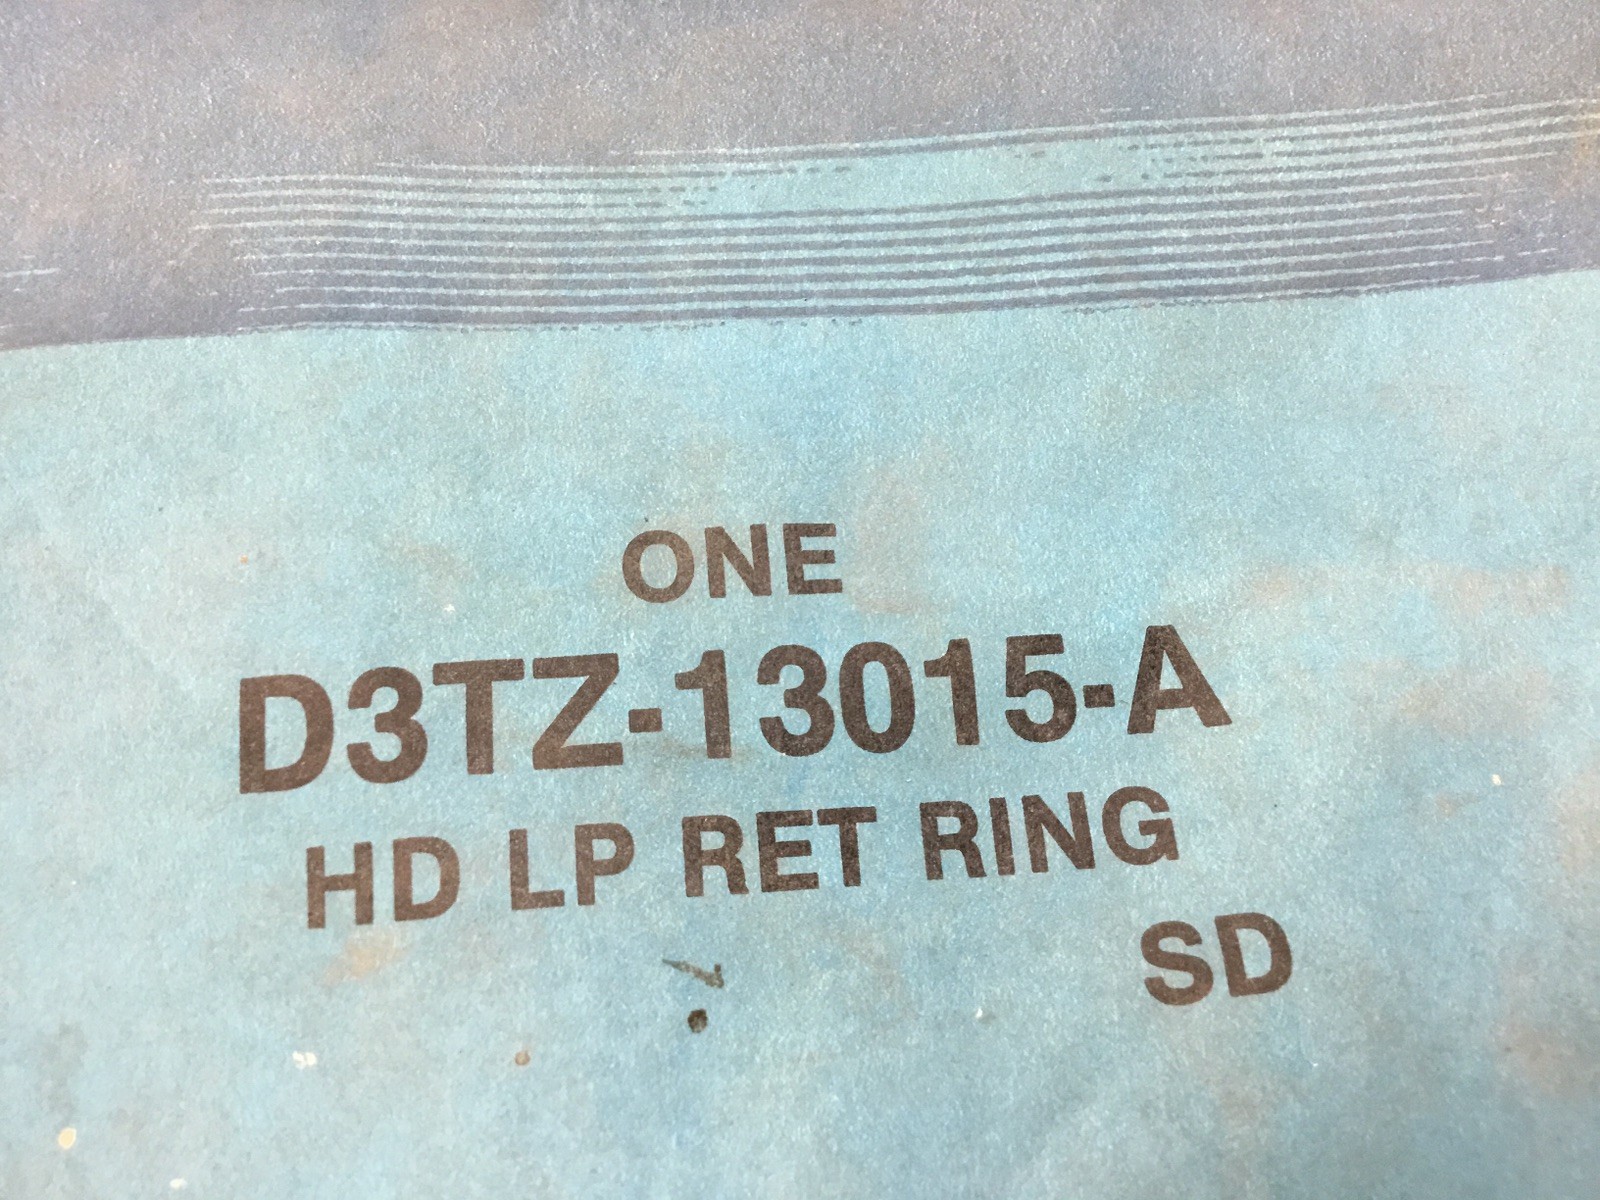 ONE
D3TZ-13015-A
HD LP RET RING
SD